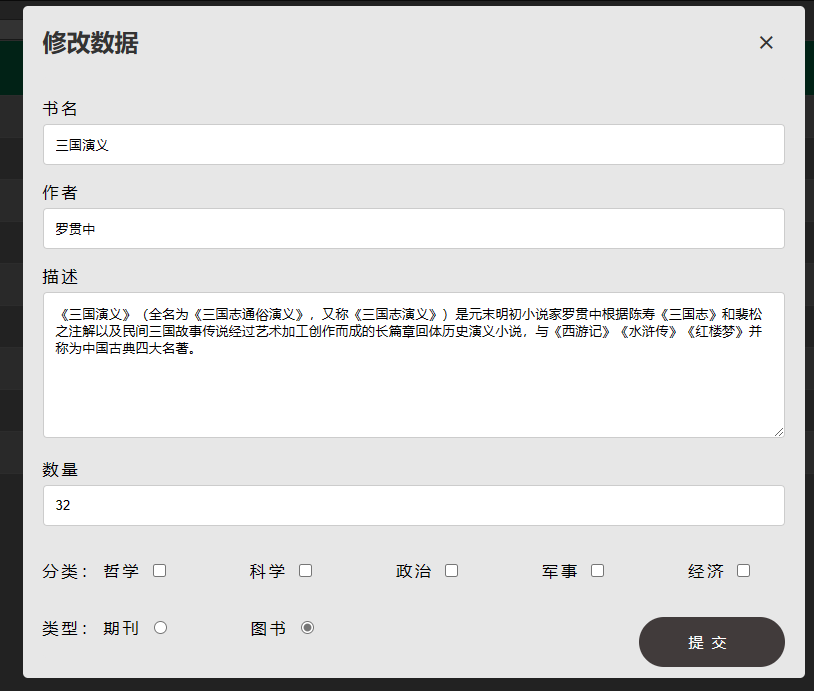 修改数据
书名
三国演义
作者
罗贯中
描述
《三国演义》（全名为《三国志通俗演义》，又称《三国志演义》）是元末明初小说家罗贯中根据陈寿《三国志》和裴松
之注解以及民间三国故事传说经过艺术加工创作而成的长篇章回体历史演义小说，与《西游记》《水浒传》《红楼梦》并
称为中国古典四大名著。
数量
32
分类： 哲学 科学 政治 军事 经济
类型： 期刊 图书
提交